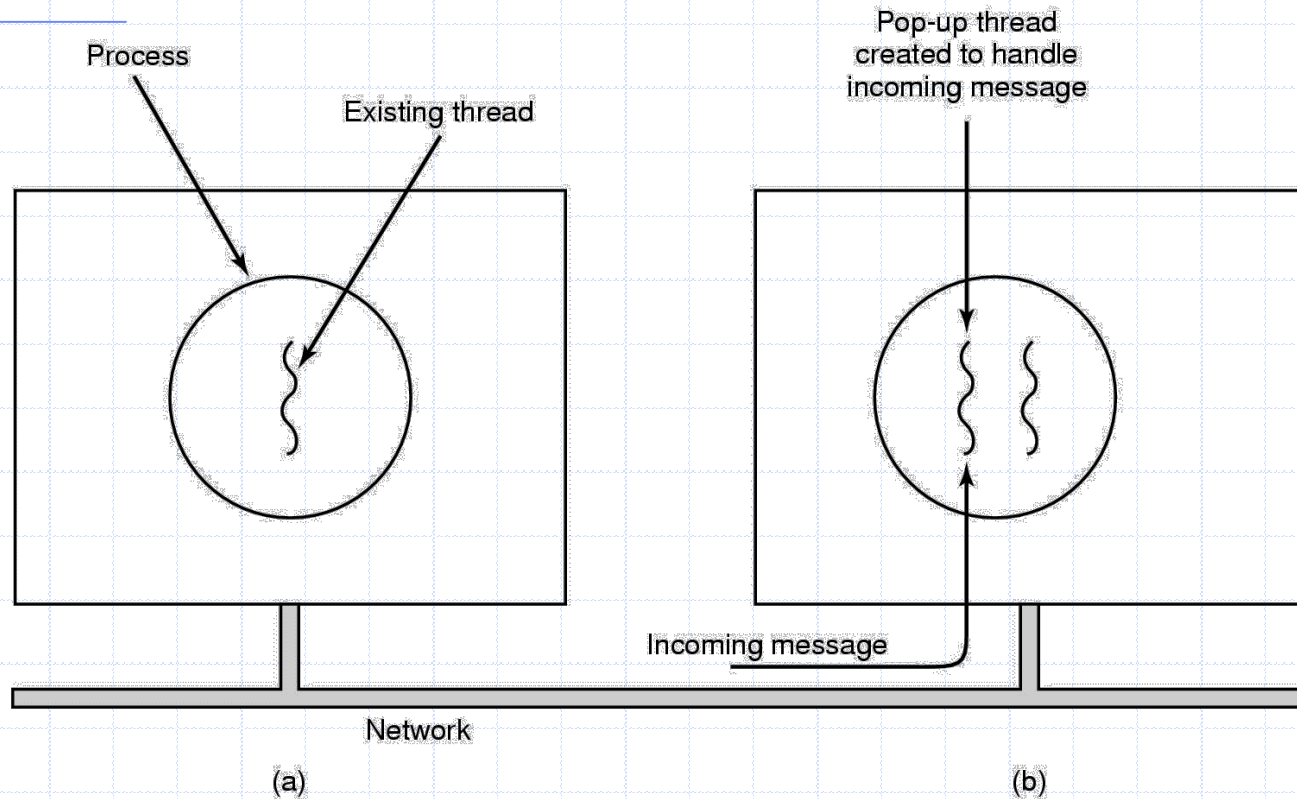 Process
Existing thread
Pop-up thread
created to handle
incoming message
Incoming message
Network
(a)
(b)